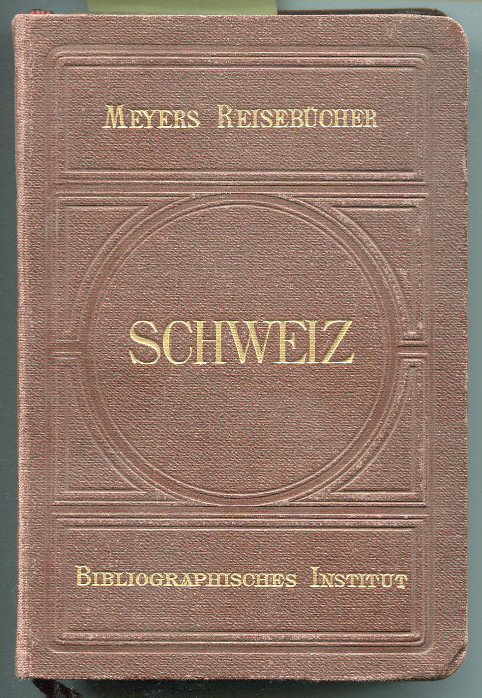 MEYERS REISEBÜCHER
SCHWEIZ
BIBLIOGRAPHISCHES INSTITUT